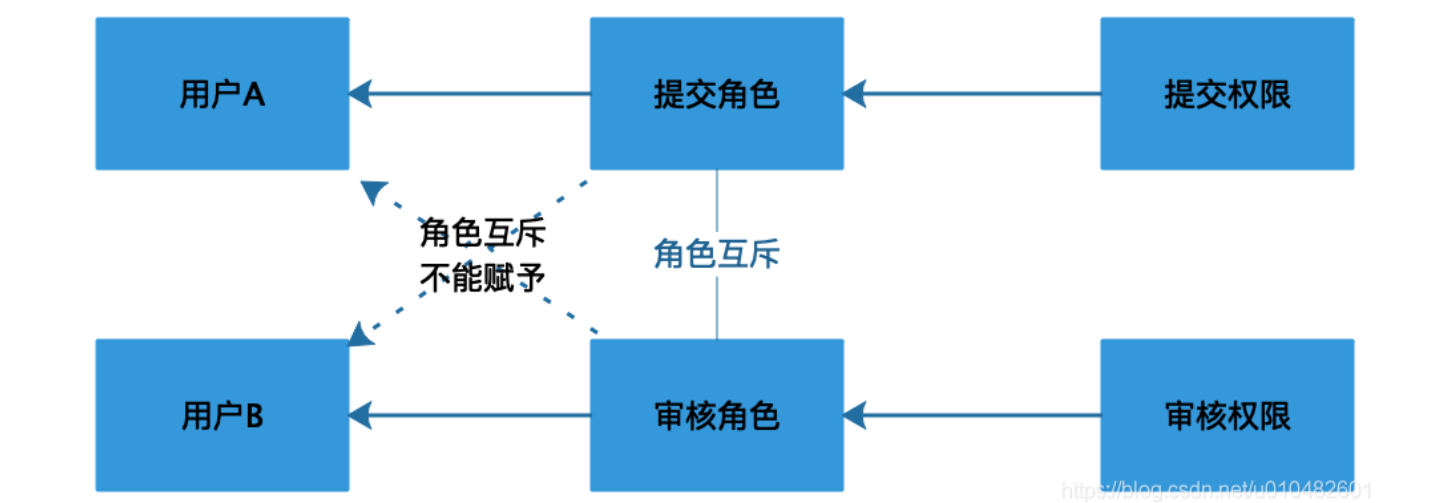 用户A
提交角色
提交权限
角色互斥
不能赋予
角色互斥
用户B
审核角色
审核权限
https://blog.csdn.net/u010482601